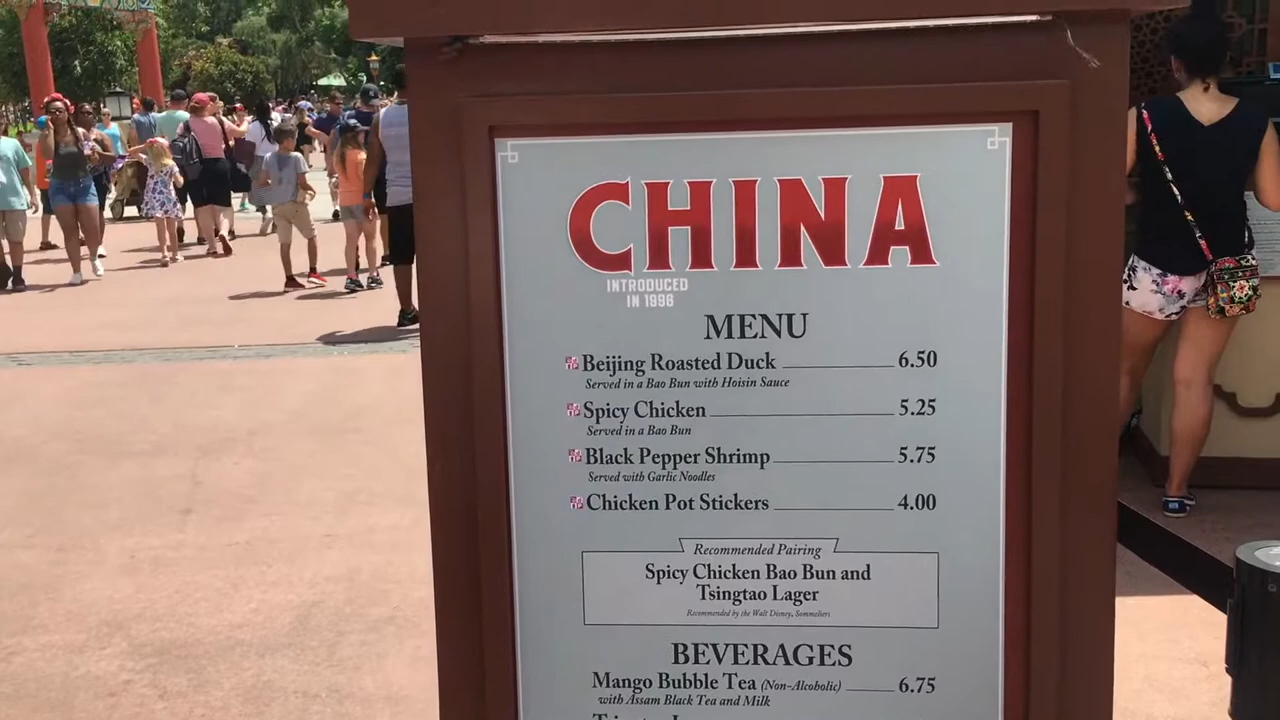 CHINA
INTRODUCED
IN 1996
MENU
Beijing Roasted Duck 6.50
Served in a Bao Bun with Hoisin Sauce
Spicy Chicken 5.25
Served in a Bao Bun
Black Pepper Shrimp 5.75
Served with Garlic Noodles
Chicken Pot Stickers 4.00
Recommended Pairing
Spicy Chicken Bao Bun and
Tsingtao Lager
Recommended by the Walt Disney, Sommeliers
BEVERAGES
Mango Bubble Tea (Non-Alcoholic) 6.75
with Assam Black Tea and Milk